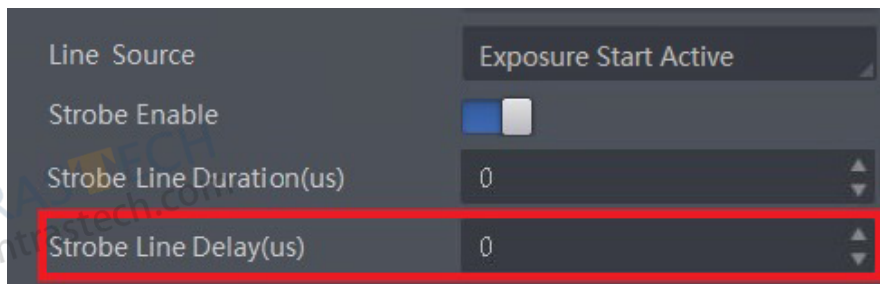 Line Source
Exposure Start Active
Strobe Enable
Strobe Line Duration(us)
0
Strobe Line Delay(us)
0